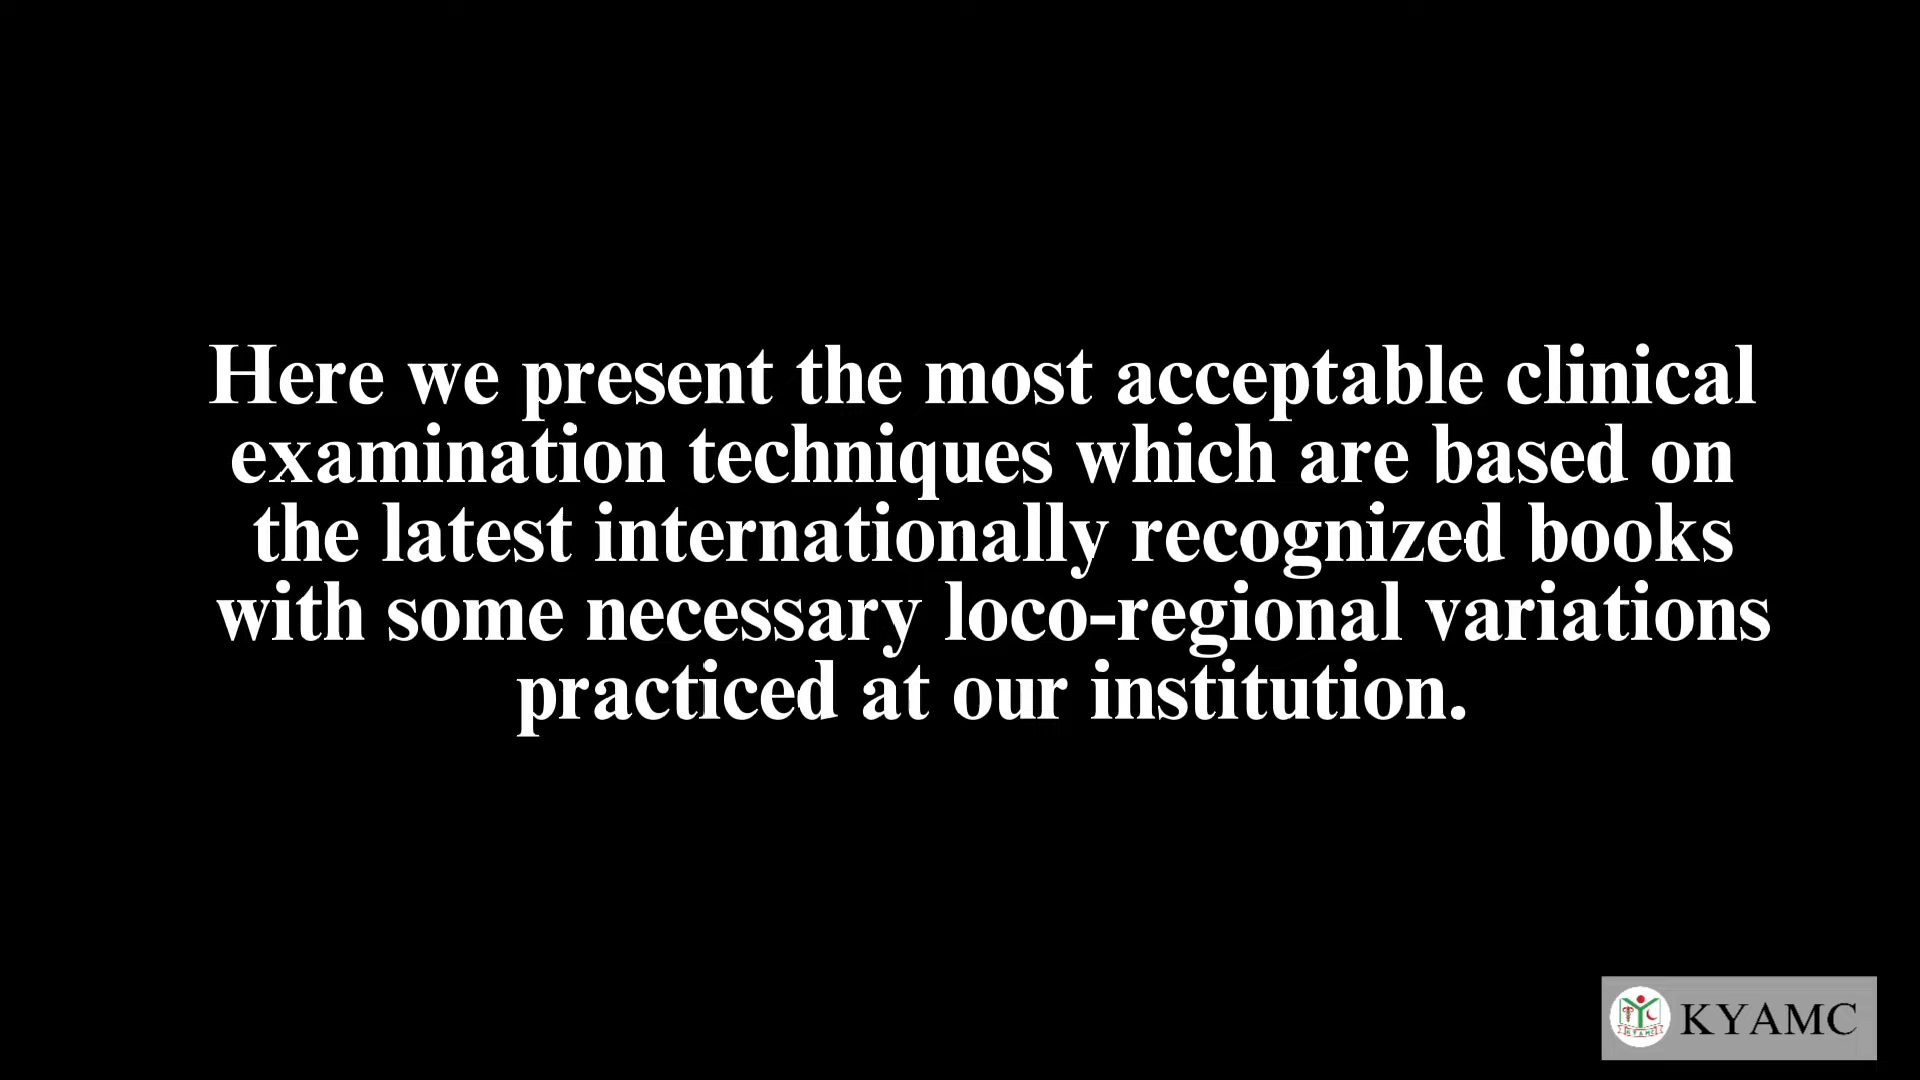 Here we present the most acceptable clinical
examination techniques which are based on
the latest internationally recognized books
with some necessary loco-regional variations
practiced at our institution.
KYAMC